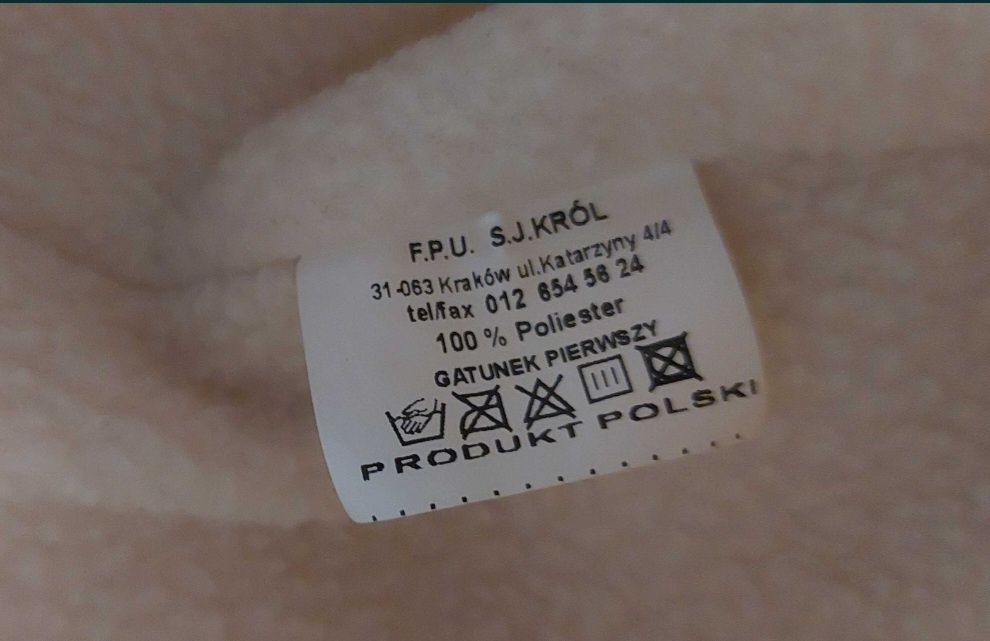 F.P.U. S.J.KRÓL
31-063 Kraków ul.Katarzyny 4/4
tel/fax 012 654 56 24
100 % Poliester
GATUNEK PIERWSZY
PRODUKT POLSKI